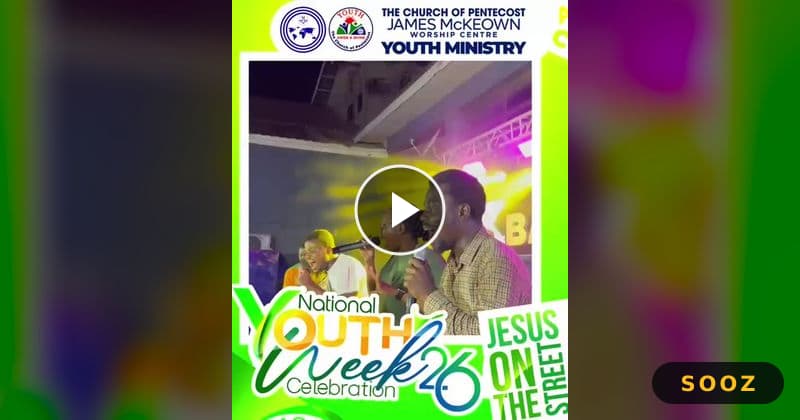 THE CHURCH OF PENTECOST
JAMES McKEOWN
WORSHIP CENTRE
YOUTH MINISTRY
YOUTH
National
YOUTH
Week 26
Celebration
JESUS
ON
THE STREET
SOOZ